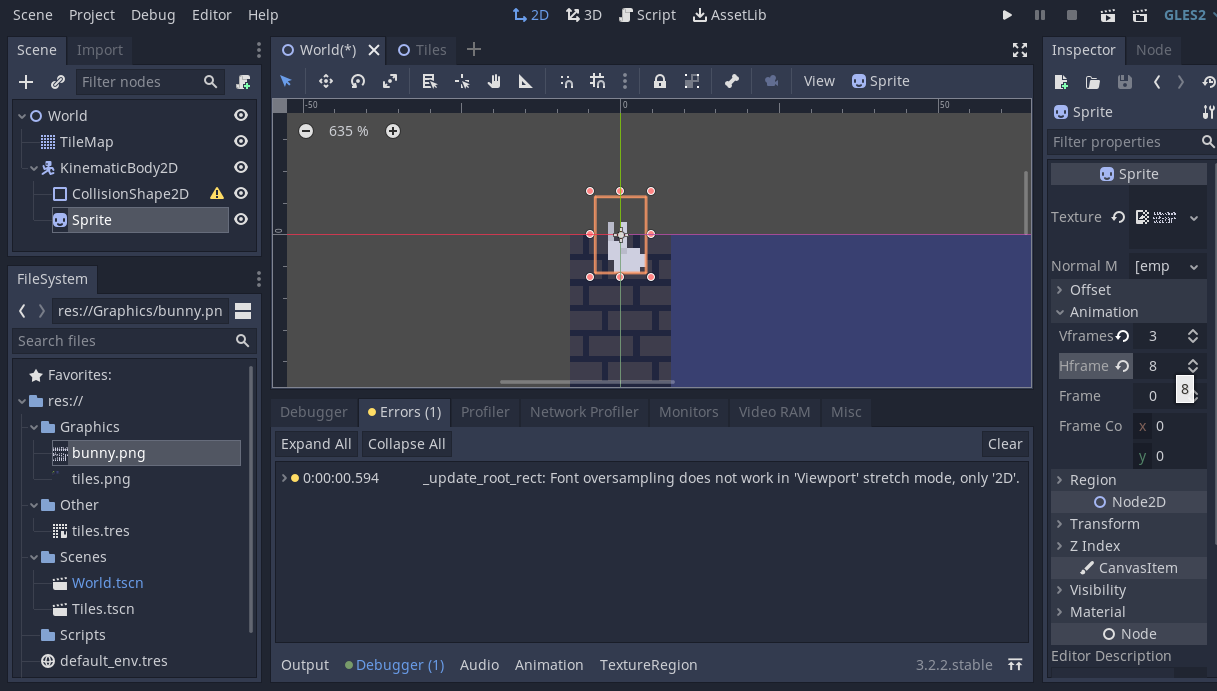 Scene Project Debug Editor Help
2D 3D Script AssetLib
GLES2
Scene Import
Filter nodes
World
TileMap
KinematicBody2D
CollisionShape2D
Sprite
FileSystem
res://Graphics/bunny.pn
Search files
Favorites:
res://
Graphics
bunny.png
tiles.png
Other
tiles.tres
Scenes
World.tscn
Tiles.tscn
Scripts
default_env.tres
World(*) Tiles
View Sprite
-50 0 50
635 %
0
Debugger Errors (1) Profiler Network Profiler Monitors Video RAM Misc
Expand All Collapse All Clear
0:00:00.594 _update_root_rect: Font oversampling does not work in 'Viewport' stretch mode, only '2D'.
Output Debugger (1) Audio Animation TextureRegion 3.2.2.stable
Inspector Node
Sprite
Filter properties
Sprite
Texture
Normal M [emp
Offset
Animation
Vframes 3
Hframe 8
8
Frame 0
Frame Co x 0
y 0
Region
Node2D
Transform
Z Index
CanvasItem
Visibility
Material
Node
Editor Description